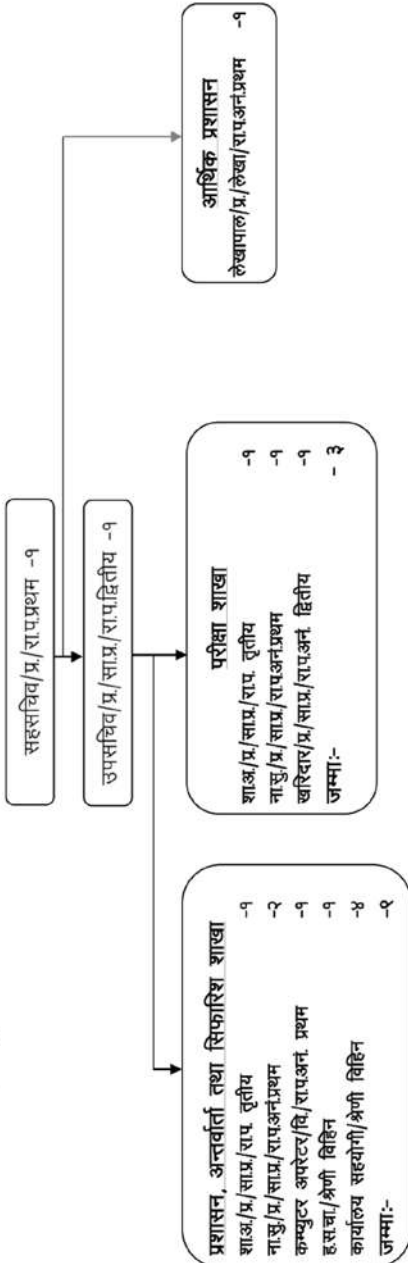 सहसचिव/प्र./रा.प.प्रथम -१
उपसचिव/प्र./सा.प्र./रा.प.द्वितीय -१
प्रशासन, अन्तर्वार्ता तथा सिफारिश शाखा
शा.अ./प्र./सा.प्र./रा.प. तृतीय -१
ना.सु./प्र./सा.प्र./रा.प.अनं.प्रथम -२
कम्प्युटर अपरेटर/वि./रा.प.अनं. प्रथम -१
ह.स.चा./श्रेणी विहिन -१
कार्यालय सहयोगी/श्रेणी विहिन -४
जम्मा:- -९
परीक्षा शाखा
शा.अ./प्र./सा.प्र./रा.प. तृतीय -१
ना.सु./प्र./सा.प्र./रा.प.अनं.प्रथम -१
खरिदार/प्र./सा.प्र./रा.प.अनं. द्वितीय -१
जम्मा:- - ३
आर्थिक प्रशासन
लेखापाल/प्र./लेखा/रा.प.अनं.प्रथम -१